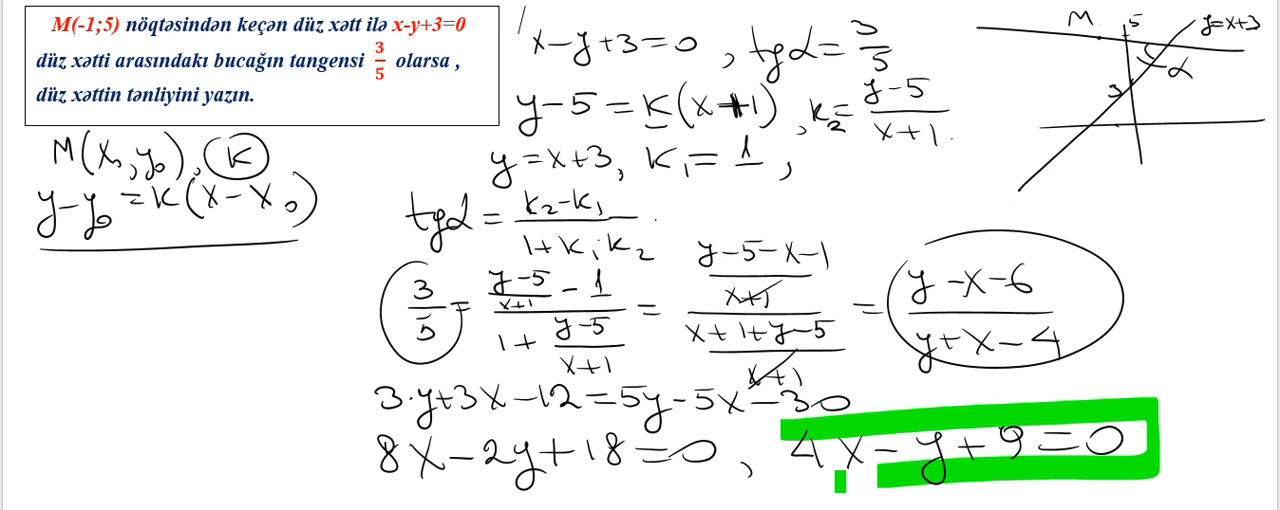 M(-1;5) nöqtəsindən keçən düz xətt ilə x-y+3=0
düz xətti arasındakı bucağın tangensi 3/5 olarsa ,
düz xəttin tənliyini yazın.
M(x₀,y₀), k
y-y₀=k(x-x₀)
x-y+3=0, tgα=3/5
y-5=k(x+1), k₂=(y-5)/(x+1).
y=x+3, k₁=1,
tgα=(k₂-k₁)/(1+k₁·k₂).
3/5=((y-5)/(x+1)-1)/(1+(y-5)/(x+1))=((y-5-x-1)/(x+1))/((x+1+y-5)/(x+1))=(y-x-6)/(y+x-4)
3·y+3x-12=5y-5x-30
8x-2y+18=0, 4x-y+9=0
M
5
y=x+3
α
3